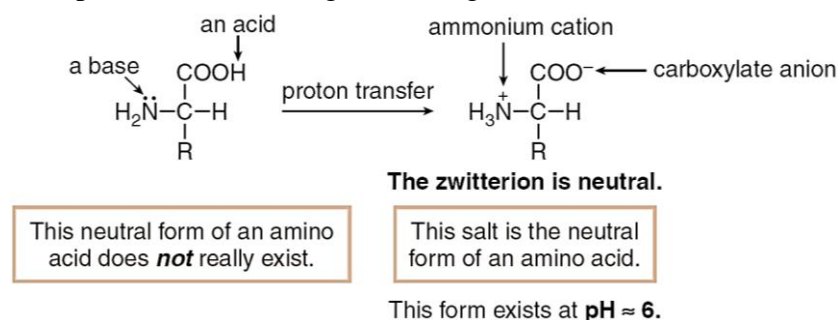 an acid
ammonium cation
a base
COOH
COO⁻
carboxylate anion
proton transfer
H₂N̈–C–H
H₃N⁺–C–H
R
R
The zwitterion is neutral.
This neutral form of an amino
acid does not really exist.
This salt is the neutral
form of an amino acid.
This form exists at pH ≈ 6.